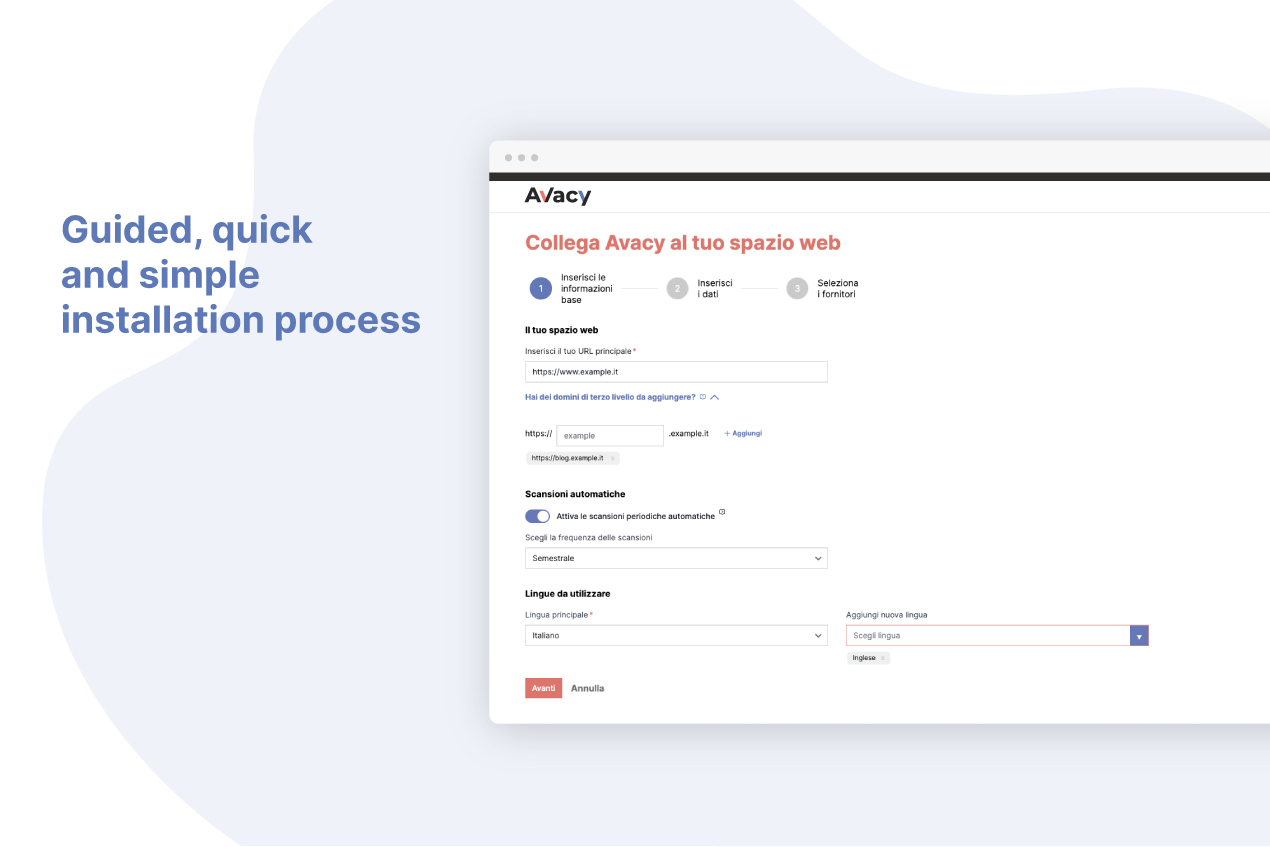 Guided, quick
and simple
installation process
AVacy
Collega Avacy al tuo spazio web
1
Inserisci le
informazioni
base
2
Inserisci
i dati
3
Seleziona
i fornitori
Il tuo spazio web
Inserisci il tuo URL principale*
https://www.example.it
Hai dei domini di terzo livello da aggiungere?
https:// example .example.it + Aggiungi
https://blog.example.it ×
Scansioni automatiche
Attiva le scansioni periodiche automatiche
Scegli la frequenza delle scansioni
Semestrale
Lingue da utilizzare
Lingua principale*
Italiano
Aggiungi nuova lingua
Scegli lingua
Inglese ×
Avanti Annulla